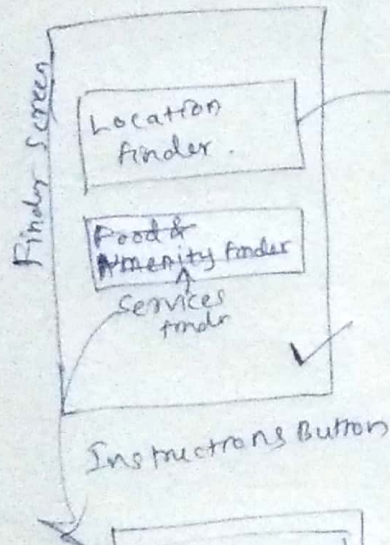 Finder Screen
Location
finder.
Food &
Amenity finder
Services
finder
Instructions Button